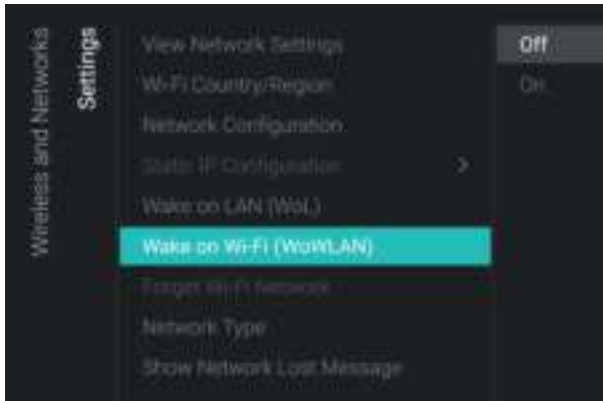 Wireless and Networks
Settings
View Network Settings
Wi-Fi Country/Region
Network Configuration
Static IP Configuration
Wake on LAN (WoL)
Wake on Wi-Fi (WoWLAN)
Forget Wi-Fi Network
Network Type
Show Network Lost Message
Off
On